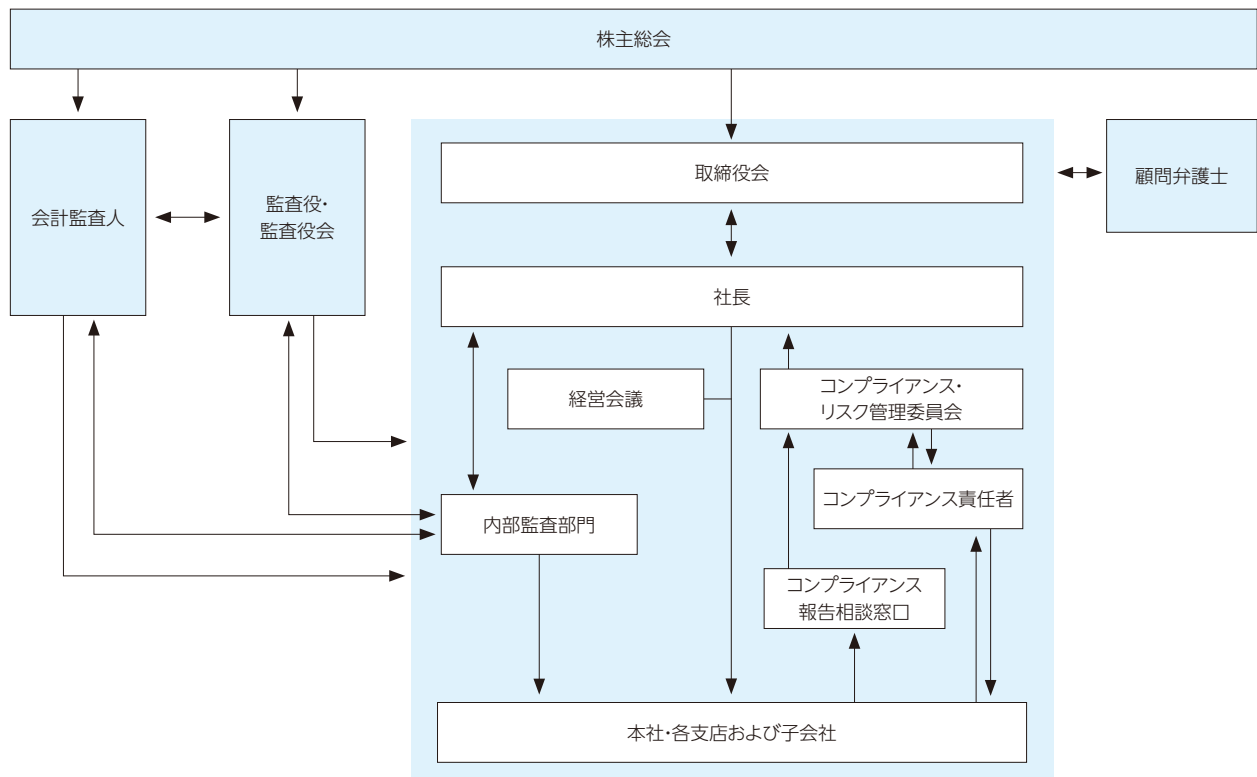 株主総会
会計監査人
監査役・
監査役会
取締役会
顧問弁護士
社長
経営会議
コンプライアンス・
リスク管理委員会
コンプライアンス責任者
内部監査部門
コンプライアンス
報告相談窓口
本社・各支店および子会社